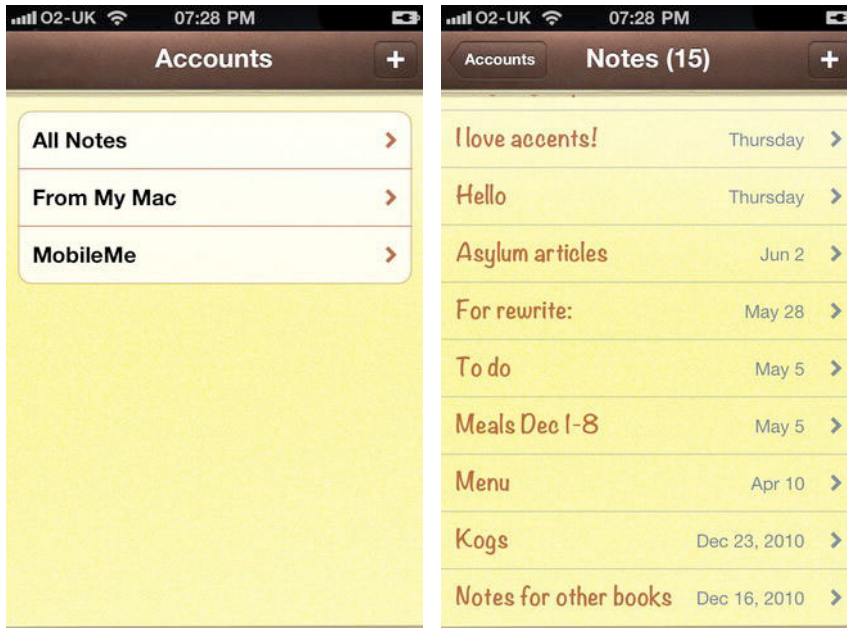 O2-UK 07:28 PM
Accounts
+
All Notes
From My Mac
MobileMe
O2-UK 07:28 PM
Accounts Notes (15) +
I love accents! Thursday
Hello Thursday
Asylum articles Jun 2
For rewrite: May 28
To do May 5
Meals Dec 1-8 May 5
Menu Apr 10
Kogs Dec 23, 2010
Notes for other books Dec 16, 2010